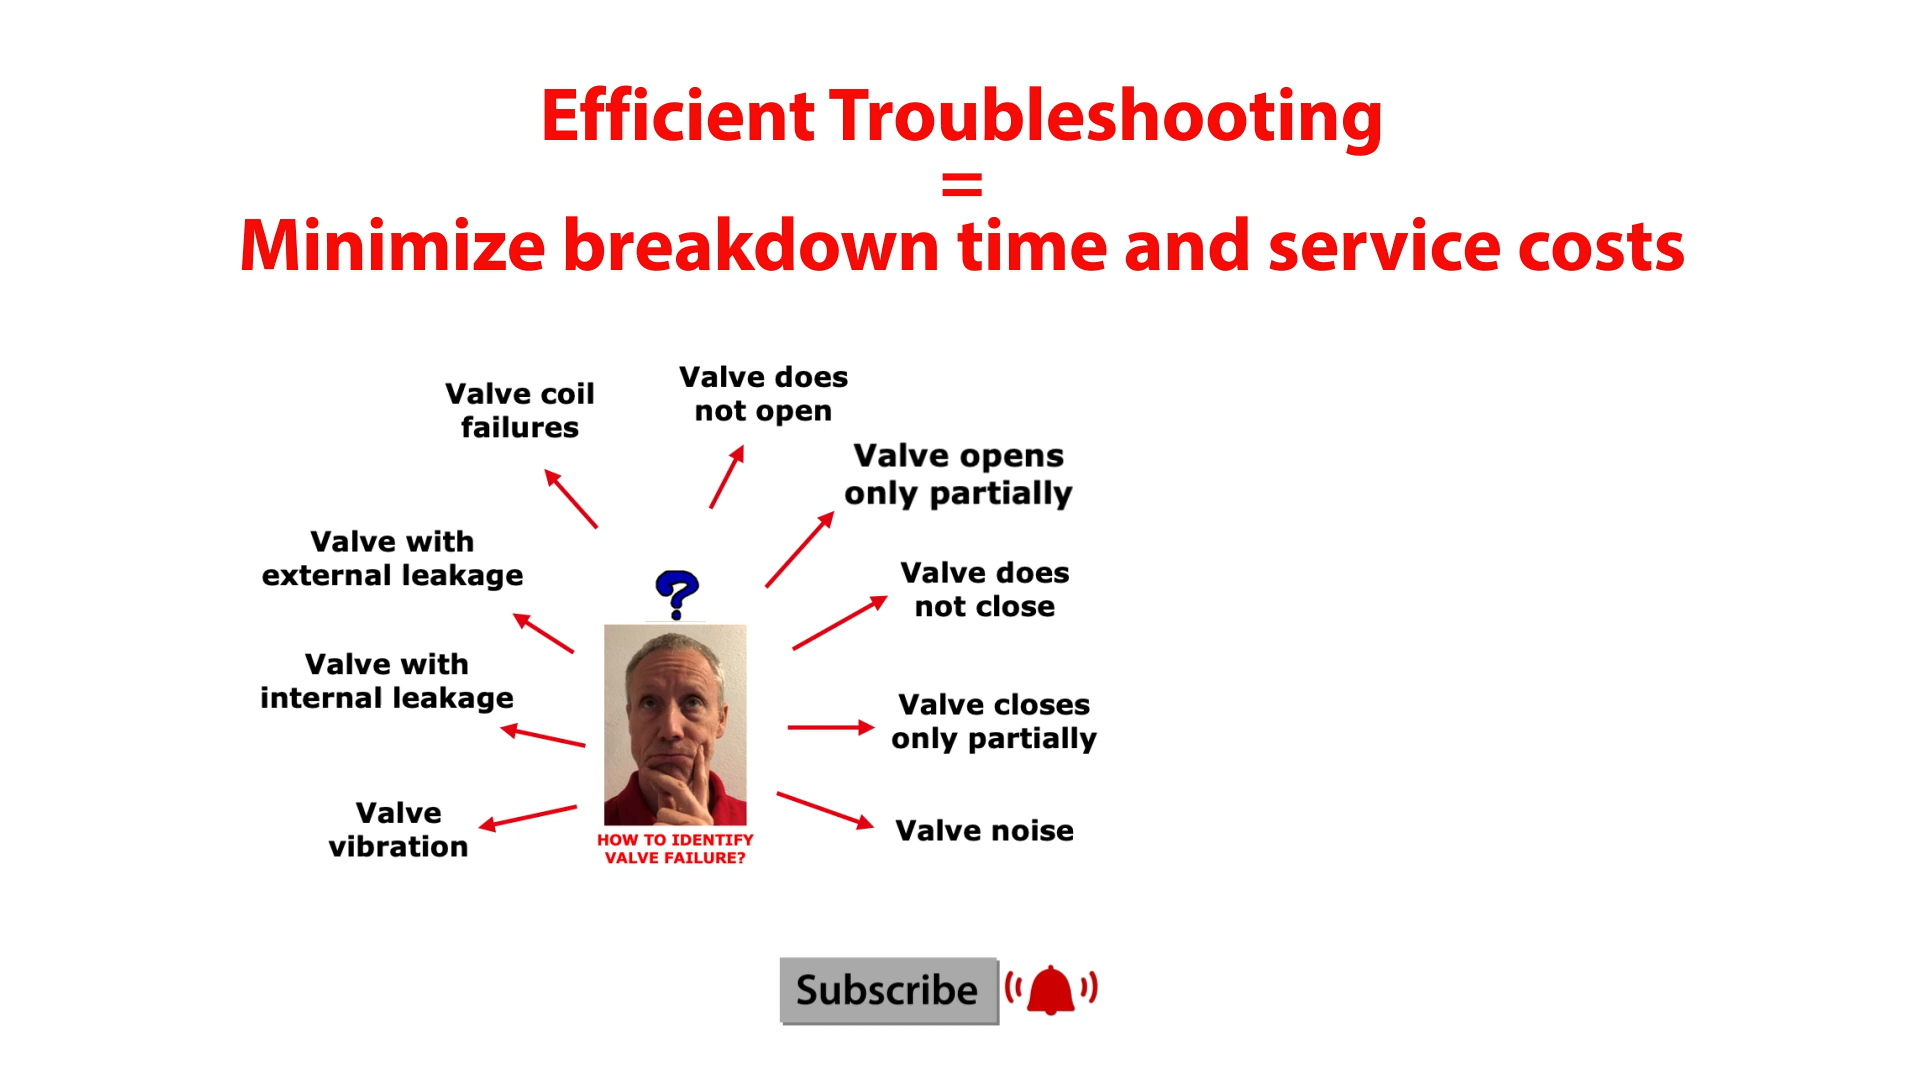 Efficient Troubleshooting
=
Minimize breakdown time and service costs
Valve coil
failures
Valve does
not open
Valve opens
only partially
Valve with
external leakage
Valve does
not close
?
Valve with
internal leakage
Valve closes
only partially
Valve
vibration
Valve noise
HOW TO IDENTIFY
VALVE FAILURE?
Subscribe